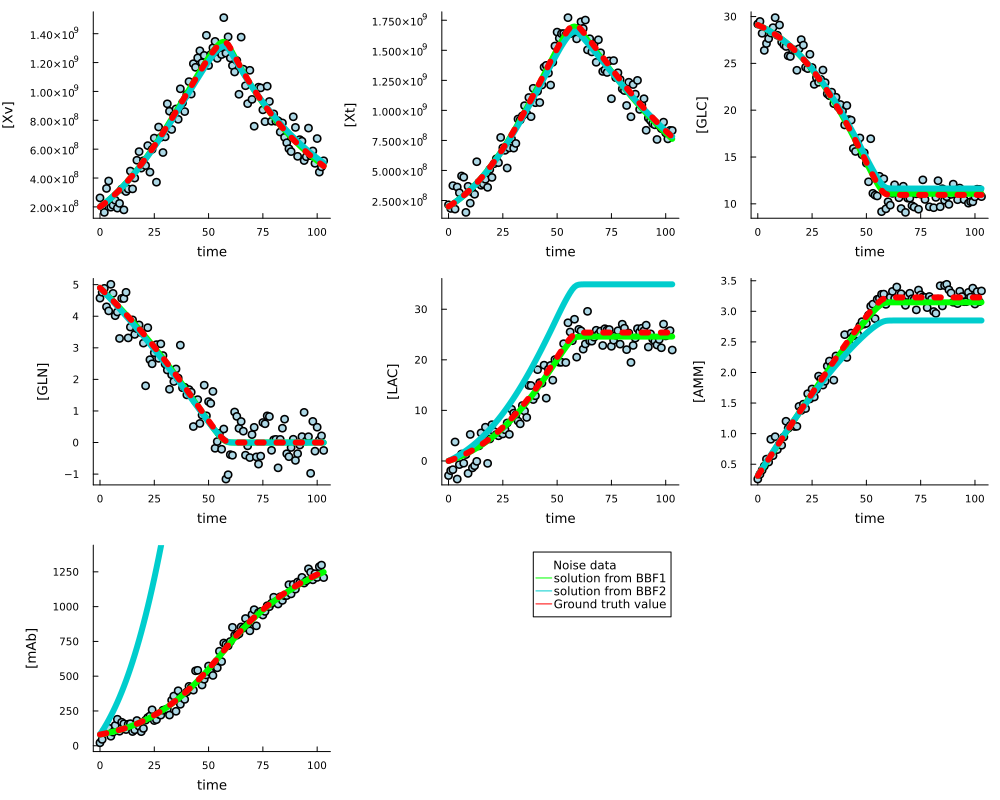 [Xv]
1.40×10⁹
1.20×10⁹
1.00×10⁹
8.00×10⁸
6.00×10⁸
4.00×10⁸
2.00×10⁸
0 25 50 75 100
time
[Xt]
1.750×10⁹
1.500×10⁹
1.250×10⁹
1.000×10⁹
7.500×10⁸
5.000×10⁸
2.500×10⁸
0 25 50 75 100
time
[GLC]
30
25
20
15
10
0 25 50 75 100
time
[GLN]
5
4
3
2
1
0
−1
0 25 50 75 100
time
[LAC]
30
20
10
0
0 25 50 75 100
time
[AMM]
3.5
3.0
2.5
2.0
1.5
1.0
0.5
0 25 50 75 100
time
[mAb]
1250
1000
750
500
250
0
0 25 50 75 100
time
Noise data
solution from BBF1
solution from BBF2
Ground truth value